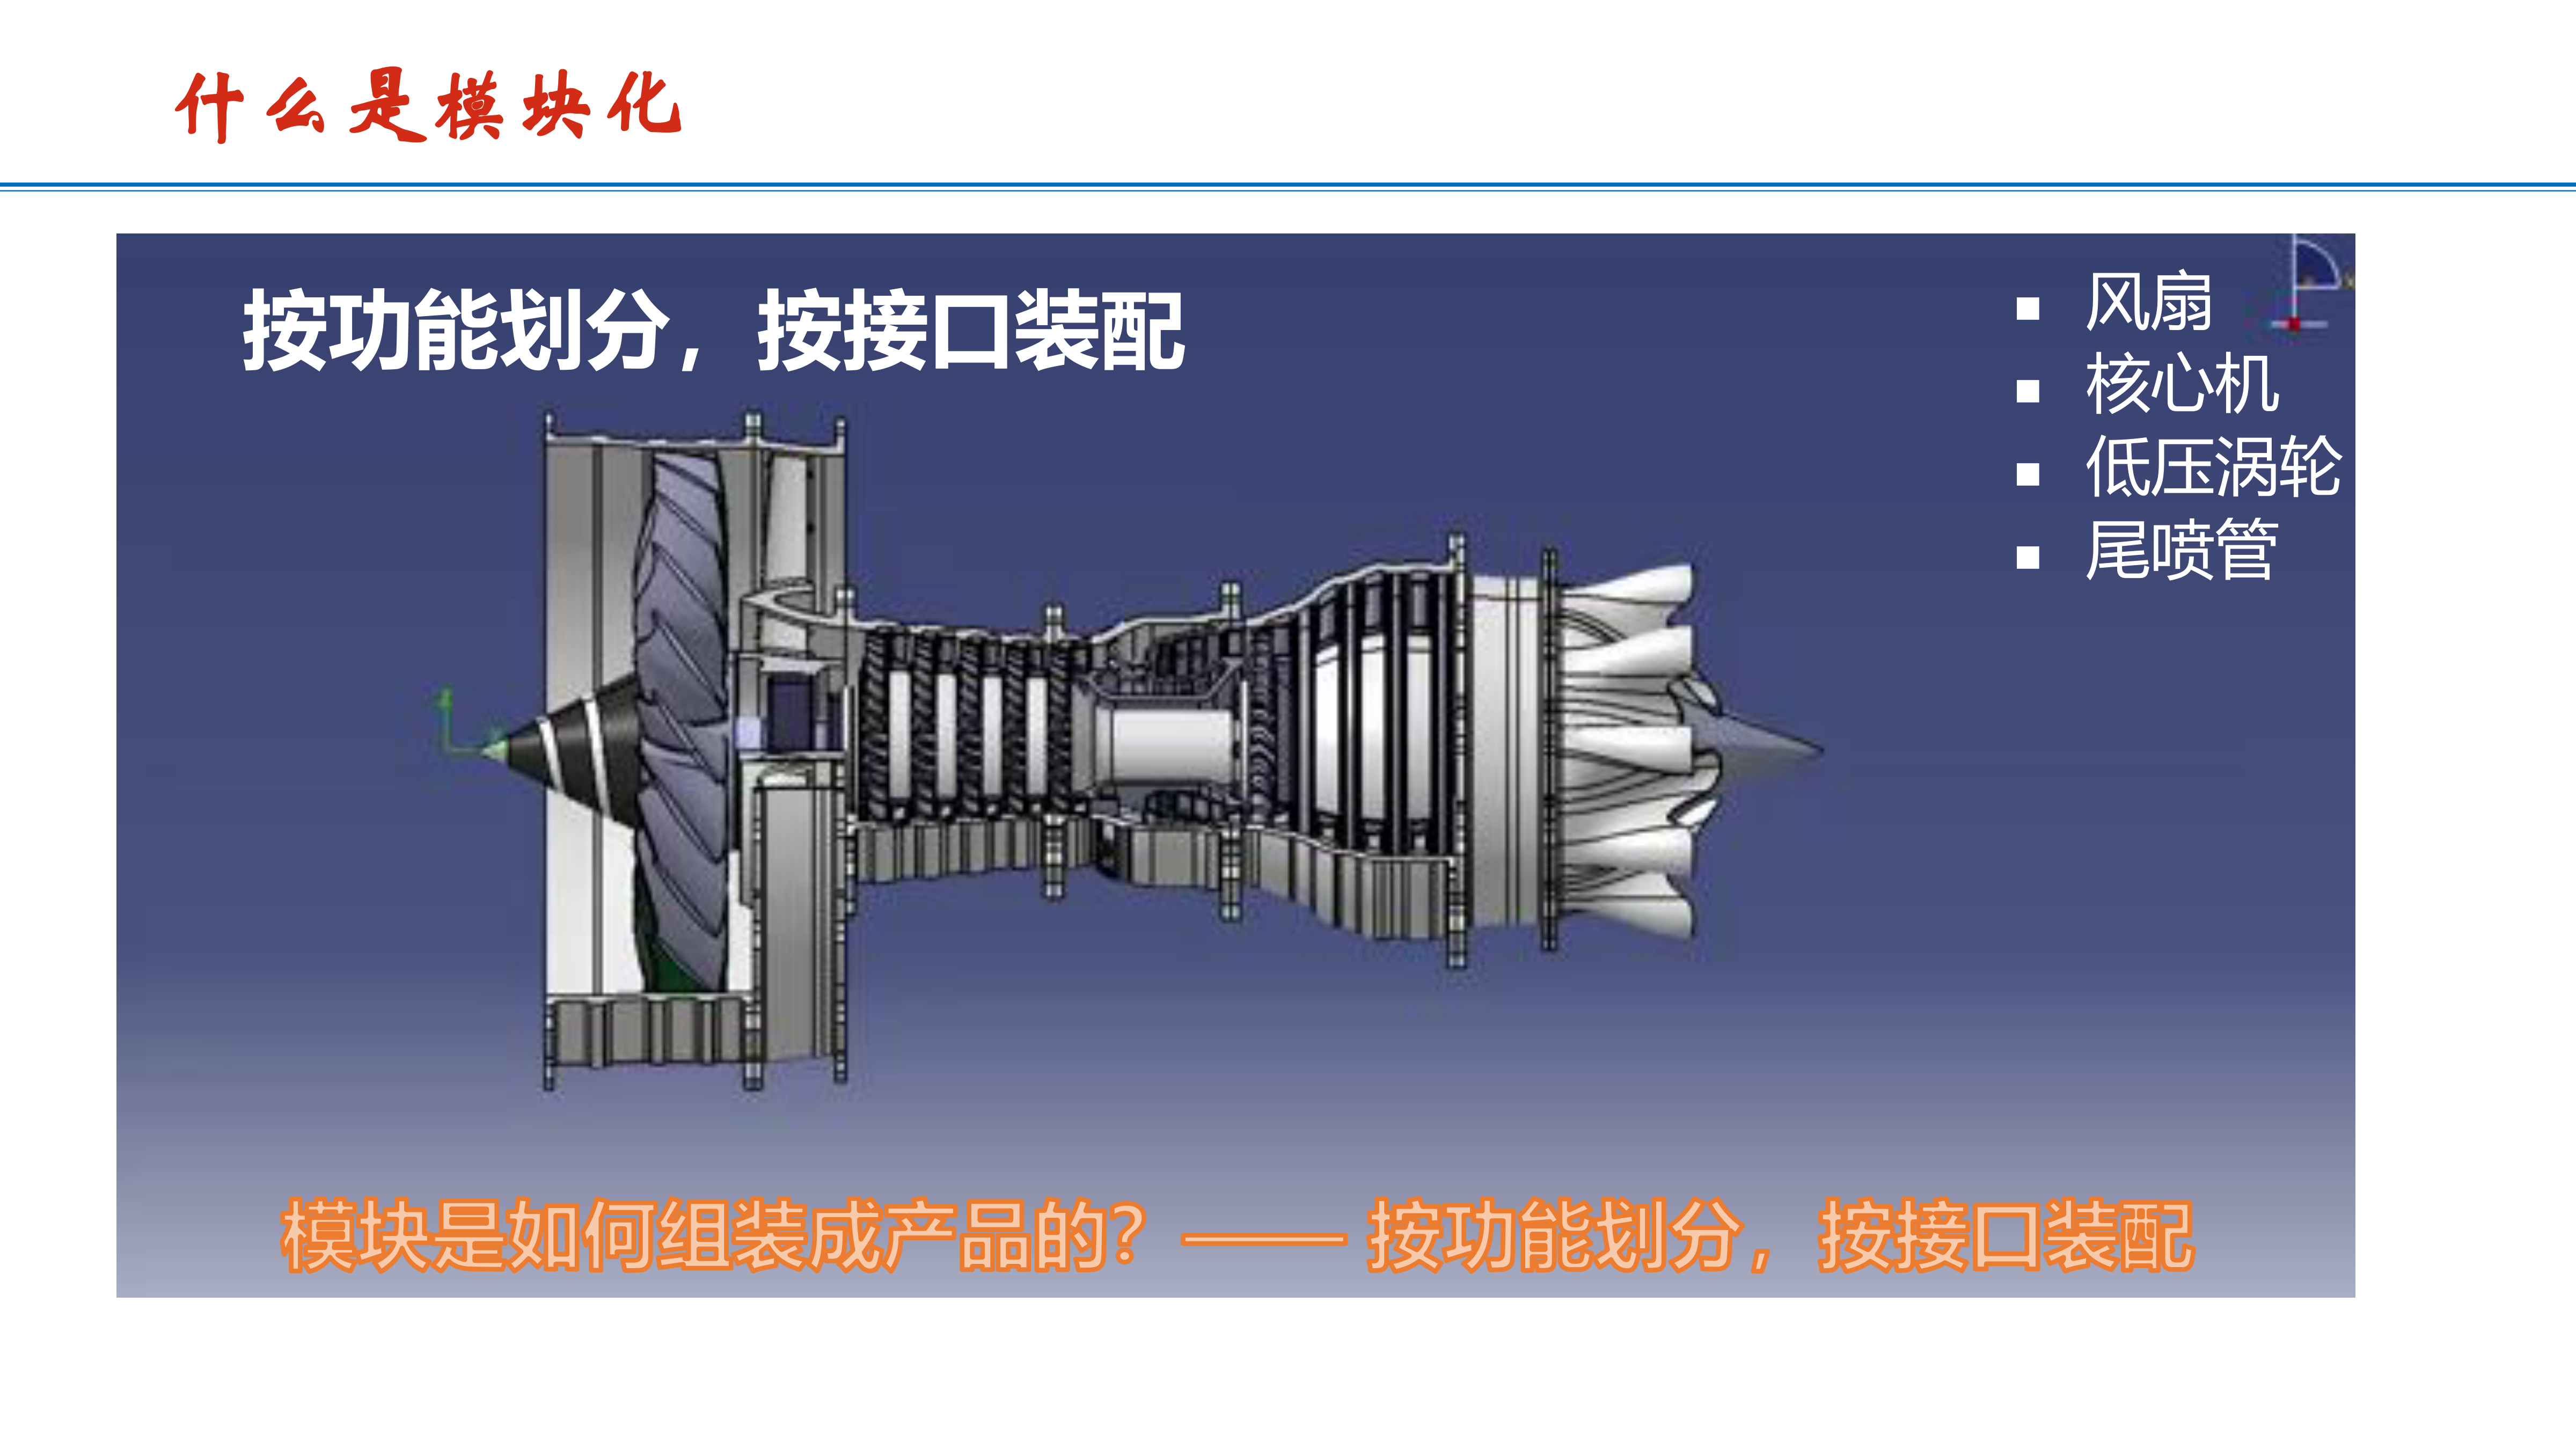 什么是模块化
按功能划分，按接口装配
▪ 风扇
▪ 核心机
▪ 低压涡轮
▪ 尾喷管
模块是如何组装成产品的？—— 按功能划分，按接口装配